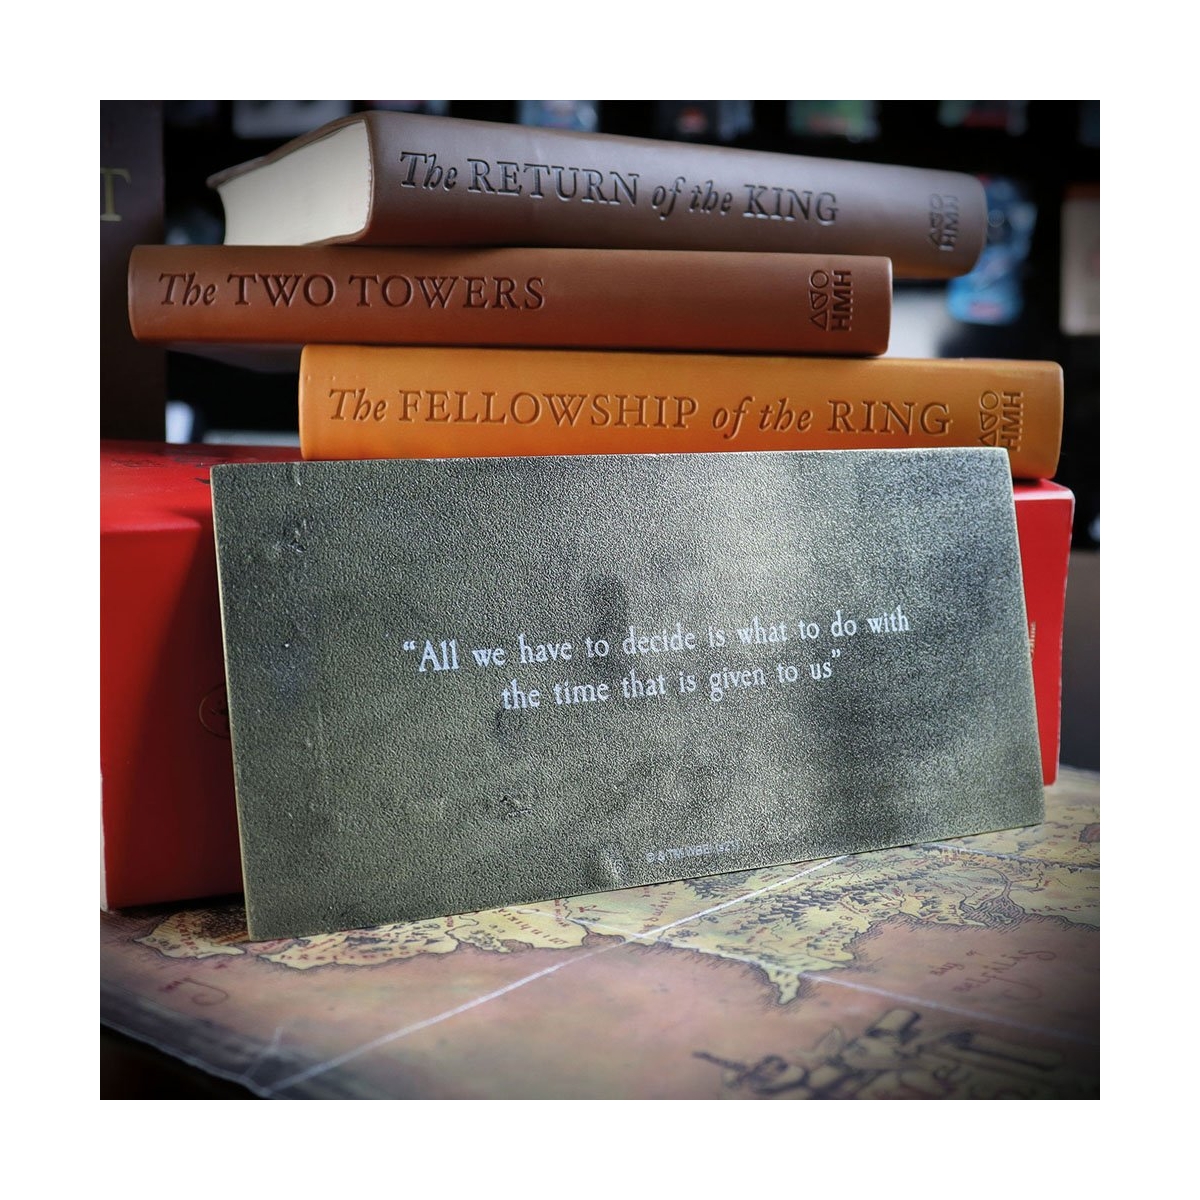 T
The RETURN of the KING
HMH
The TWO TOWERS
HMH
The FELLOWSHIP of the RING
HMH
“All we have to decide is what to do with
the time that is given to us”